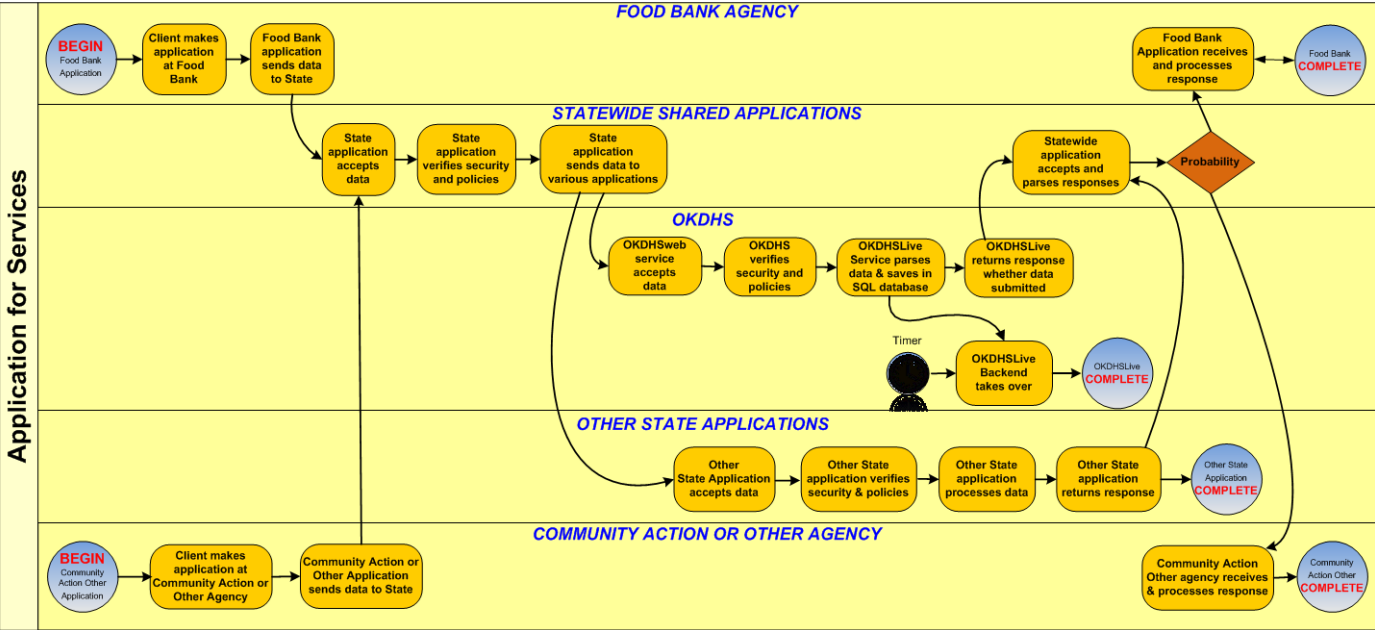 Application for Services
FOOD BANK AGENCY
BEGIN
Food Bank
Application
Client makes
application
at Food
Bank
Food Bank
application
sends data
to State
Food Bank
Application receives
and processes
response
Food Bank
COMPLETE
STATEWIDE SHARED APPLICATIONS
State
application
accepts
data
State
application
verifies security
and policies
State
application
sends data to
various applications
Statewide
application
accepts and
parses responses
Probability
OKDHS
OKDHSweb
service
accepts
data
OKDHS
verifies
security and
policies
OKDHSLive
Service parses
data & saves in
SQL database
OKDHSLive
returns response
whether data
submitted
Timer
OKDHSLive
Backend
takes over
OKDHSLive
COMPLETE
OTHER STATE APPLICATIONS
Other
State Application
accepts data
Other State
application verifies
security & policies
Other State
application
processes data
Other State
application
returns response
Other State
Application
COMPLETE
COMMUNITY ACTION OR OTHER AGENCY
BEGIN
Community
Action Other
Application
Client makes
application at
Community Action or
Other Agency
Community Action or
Other Application
sends data to State
Community Action
Other agency receives
& processes response
Community
Action Other
COMPLETE